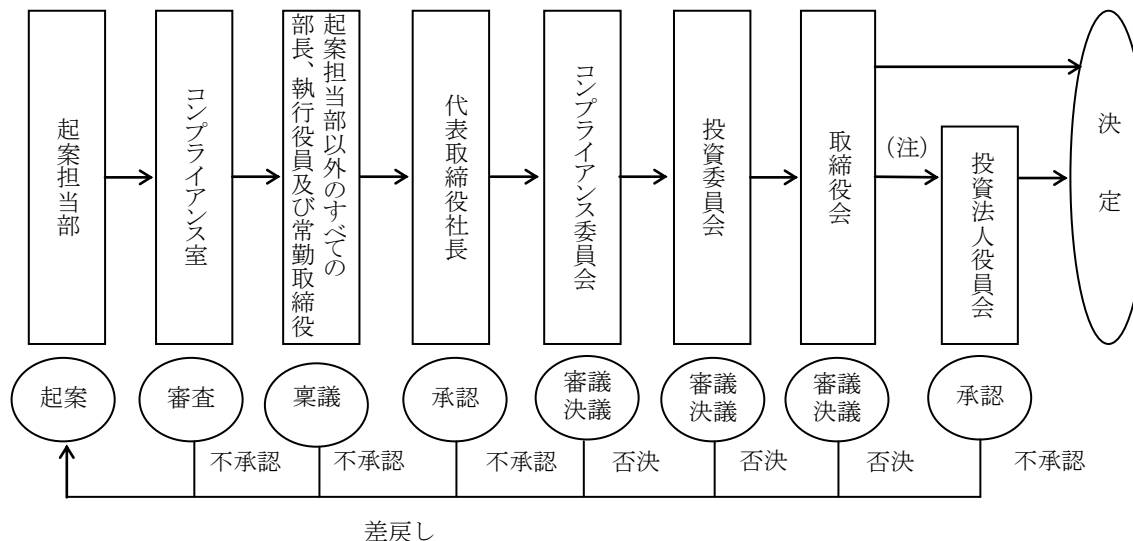 起案担当部
コンプライアンス室
起案担当部以外のすべての
部長、執行役員及び常勤取締役
代表取締役社長
コンプライアンス委員会
投資委員会
取締役会
(注)
投資法人役員会
決定
起案
審査
稟議
承認
審議
決議
審議
決議
審議
決議
承認
不承認
不承認
不承認
否決
否決
否決
不承認
差戻し